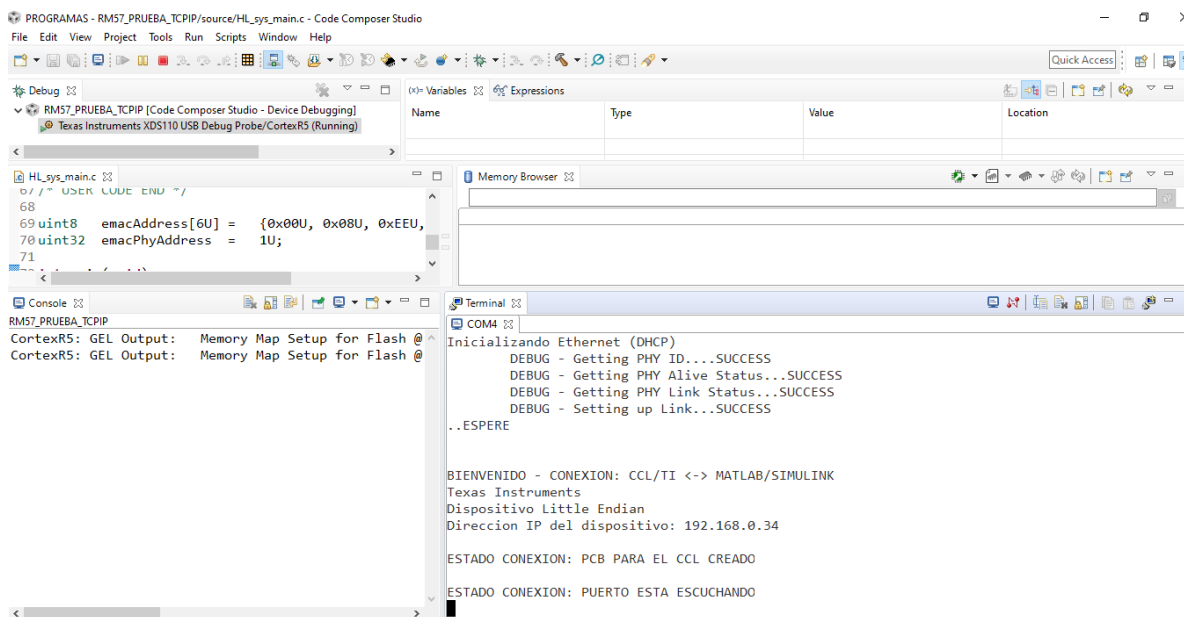 PROGRAMAS - RM57_PRUEBA_TCPIP/source/HL_sys_main.c - Code Composer Studio
File Edit View Project Tools Run Scripts Window Help
Quick Access
Debug
RM57_PRUEBA_TCPIP [Code Composer Studio - Device Debugging]
Texas Instruments XDS110 USB Debug Probe/CortexR5 (Running)
(x)= Variables Expressions
Name Type Value Location
HL_sys_main.c
67 /* USER CODE END */
68
69 uint8 emacAddress[6U] = {0x00U, 0x08U, 0xEEU,
70 uint32 emacPhyAddress = 1U;
71
Memory Browser
Console
RM57_PRUEBA_TCPIP
CortexR5: GEL Output: Memory Map Setup for Flash @
CortexR5: GEL Output: Memory Map Setup for Flash @
Terminal
COM4
Inicializando Ethernet (DHCP)
DEBUG - Getting PHY ID....SUCCESS
DEBUG - Getting PHY Alive Status...SUCCESS
DEBUG - Getting PHY Link Status...SUCCESS
DEBUG - Setting up Link...SUCCESS
..ESPERE
BIENVENIDO - CONEXION: CCL/TI <-> MATLAB/SIMULINK
Texas Instruments
Dispositivo Little Endian
Direccion IP del dispositivo: 192.168.0.34
ESTADO CONEXION: PCB PARA EL CCL CREADO
ESTADO CONEXION: PUERTO ESTA ESCUCHANDO